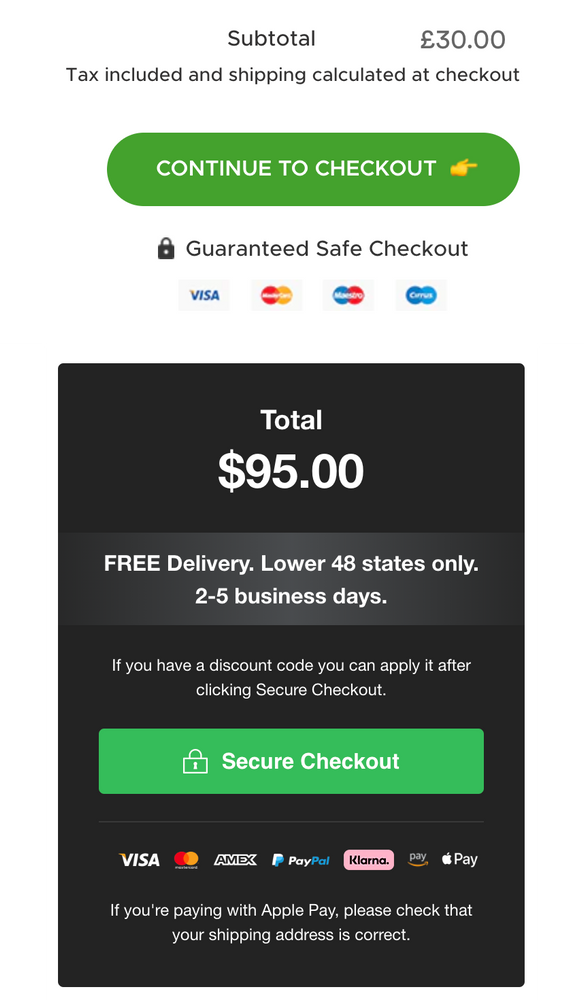 Subtotal £30.00
Tax included and shipping calculated at checkout
CONTINUE TO CHECKOUT 👉
Guaranteed Safe Checkout
VISA MasterCard Maestro Cirrus
Total
$95.00
FREE Delivery. Lower 48 states only.
2-5 business days.
If you have a discount code you can apply it after
clicking Secure Checkout.
Secure Checkout
VISA mastercard AMEX PayPal Klarna. pay Pay
If you're paying with Apple Pay, please check that
your shipping address is correct.